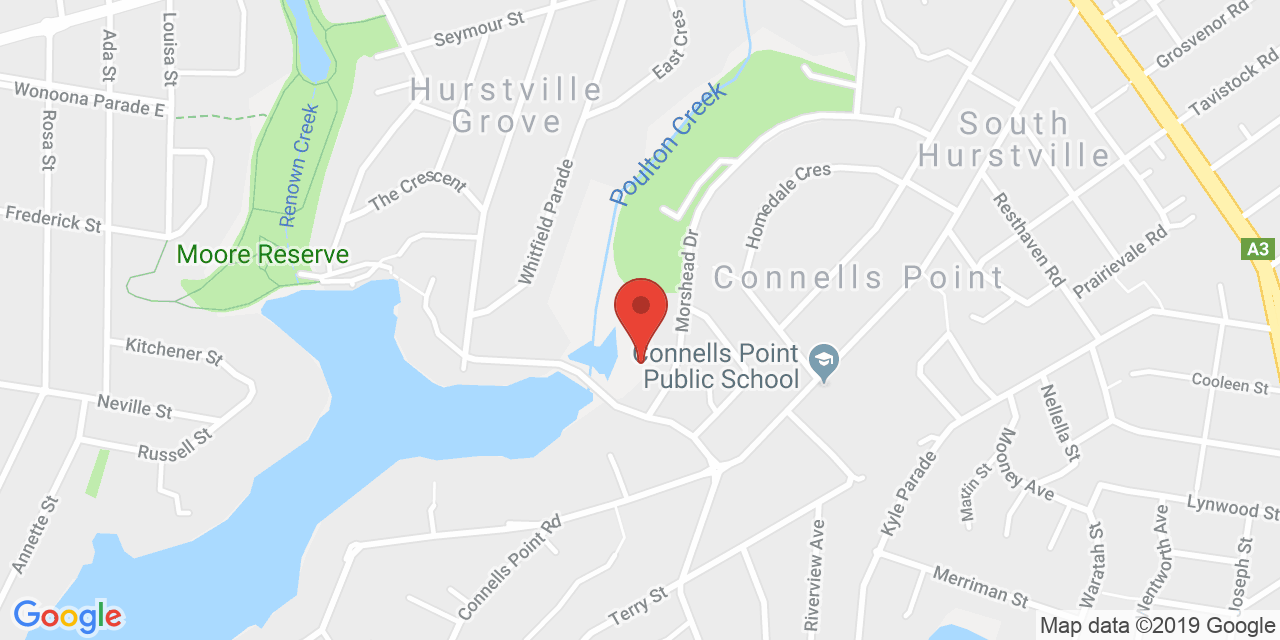 Seymour St
East Cres
Grosvenor Rd
Louisa St
Ada St
Tavistock Rd
Hurstville
Grove
Wonoona Parade E
Poulton Creek
South
Hurstville
Rosa St
Renown Creek
The Crescent
Homedale Cres
Resthaven Rd
Frederick St
Whitfield Parade
Moore Reserve
Morshead Dr
Prairievale Rd
A3
Connells Point
Kitchener St
Connells Point
Public School
Cooleen St
Neville St
Nellella St
Russell St
Mooney Ave
Kyle Parade
Martin St
Lynwood St
Annette St
Connells Point Rd
Riverview Ave
Waratah St
Wentworth Ave
Joseph St
Terry St
Merriman St
Google
Map data ©2019 Google